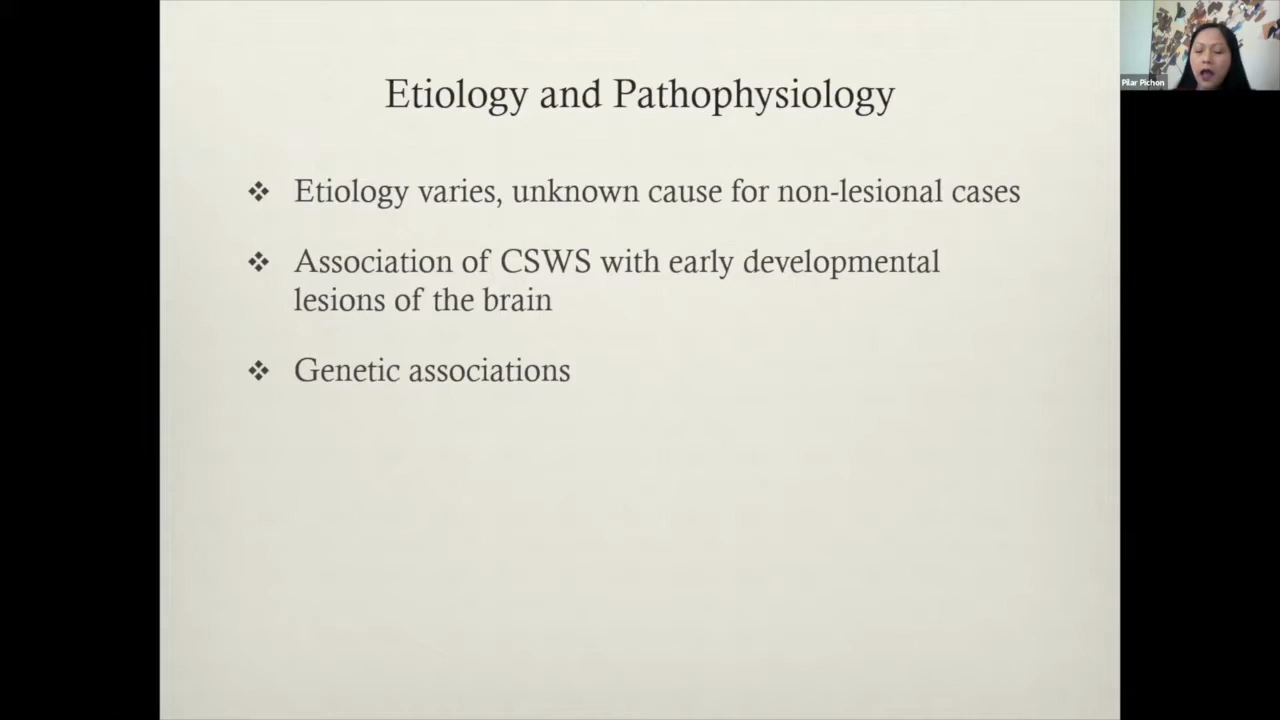 Etiology and Pathophysiology
❖ Etiology varies, unknown cause for non-lesional cases
❖ Association of CSWS with early developmental
lesions of the brain
❖ Genetic associations
Pilar Pichon